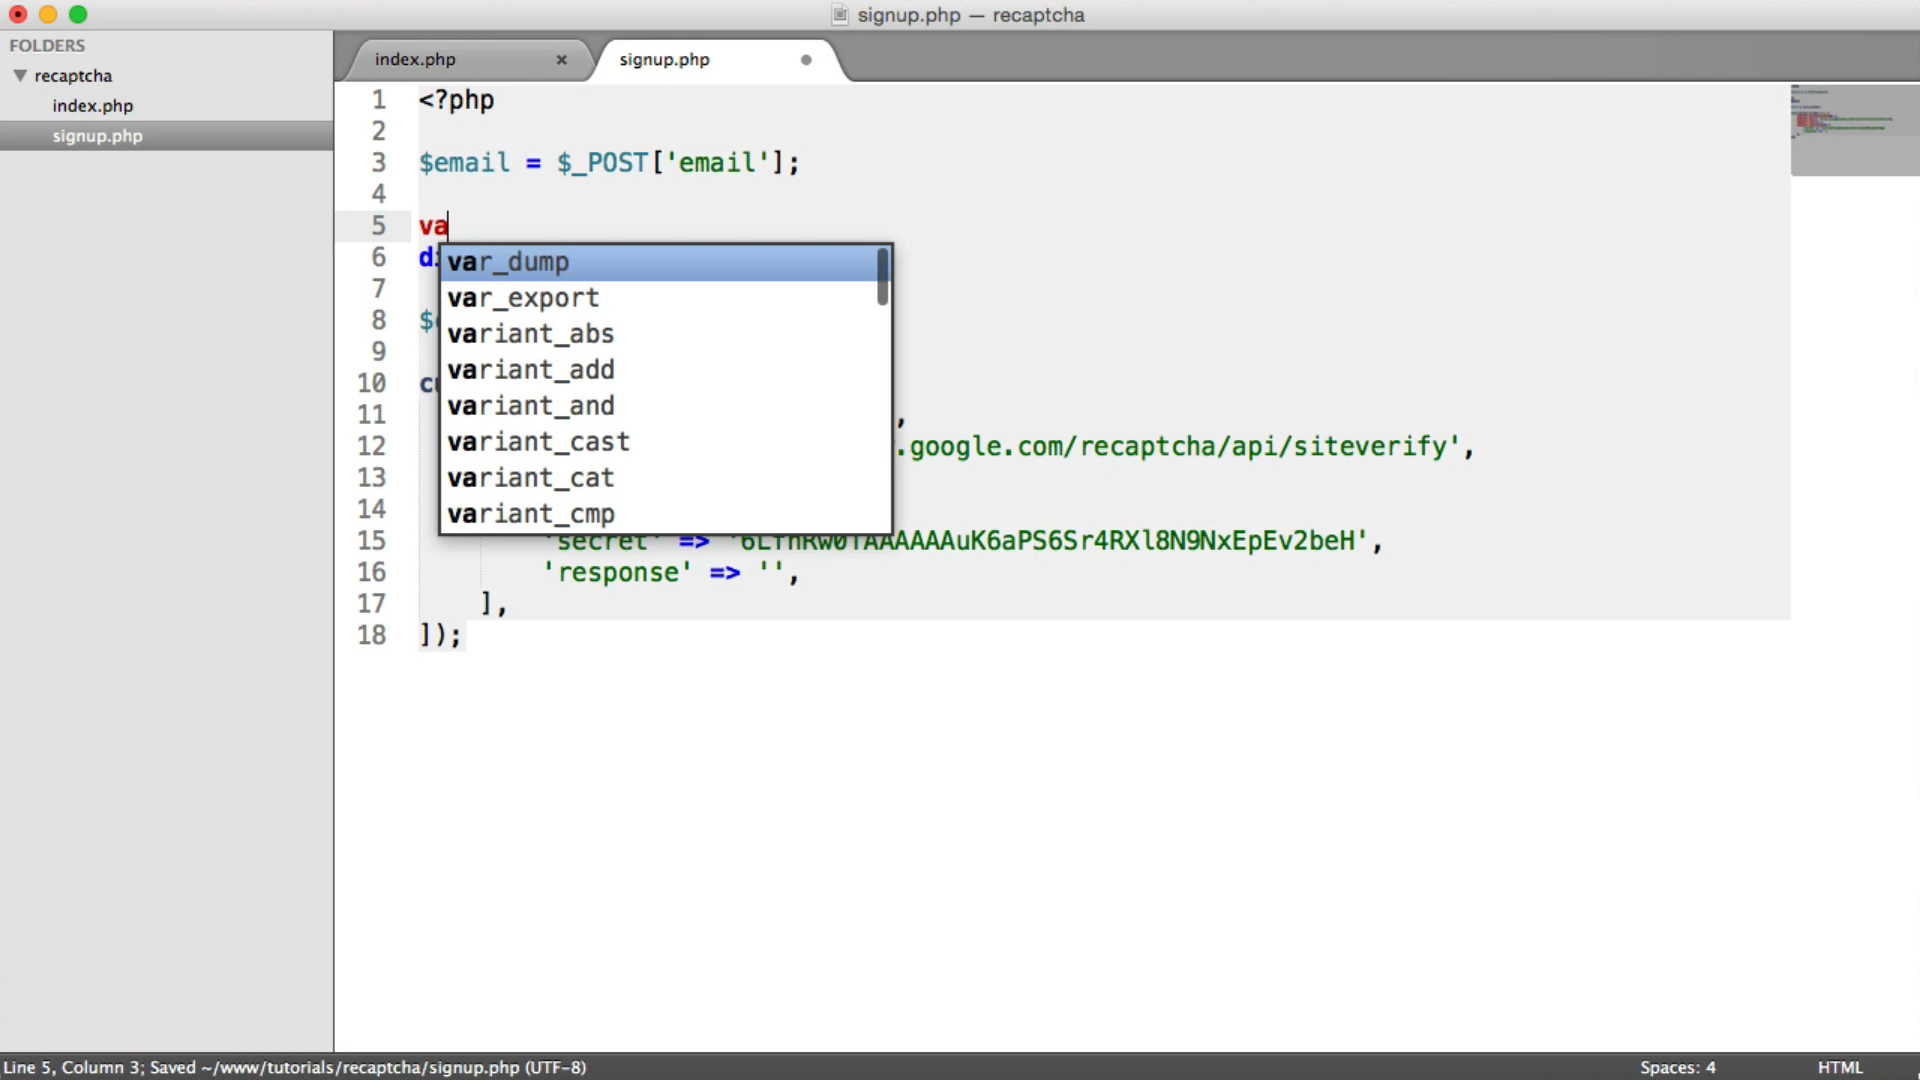 signup.php — recaptcha
FOLDERS
recaptcha
index.php
signup.php
index.php ×
signup.php
1 <?php
2
3 $email = $_POST['email'];
4
5 va
6
7
8
9
10
11 ,
12 .google.com/recaptcha/api/siteverify',
13
14
15 'secret' =>
16 'response' => '',
17 ],
18 ]);
var_dump
var_export
variant_abs
variant_add
variant_and
variant_cast
variant_cat
variant_cmp
Line 5, Column 3; Saved ~/www/tutorials/recaptcha/signup.php (UTF-8)
Spaces: 4
HTML